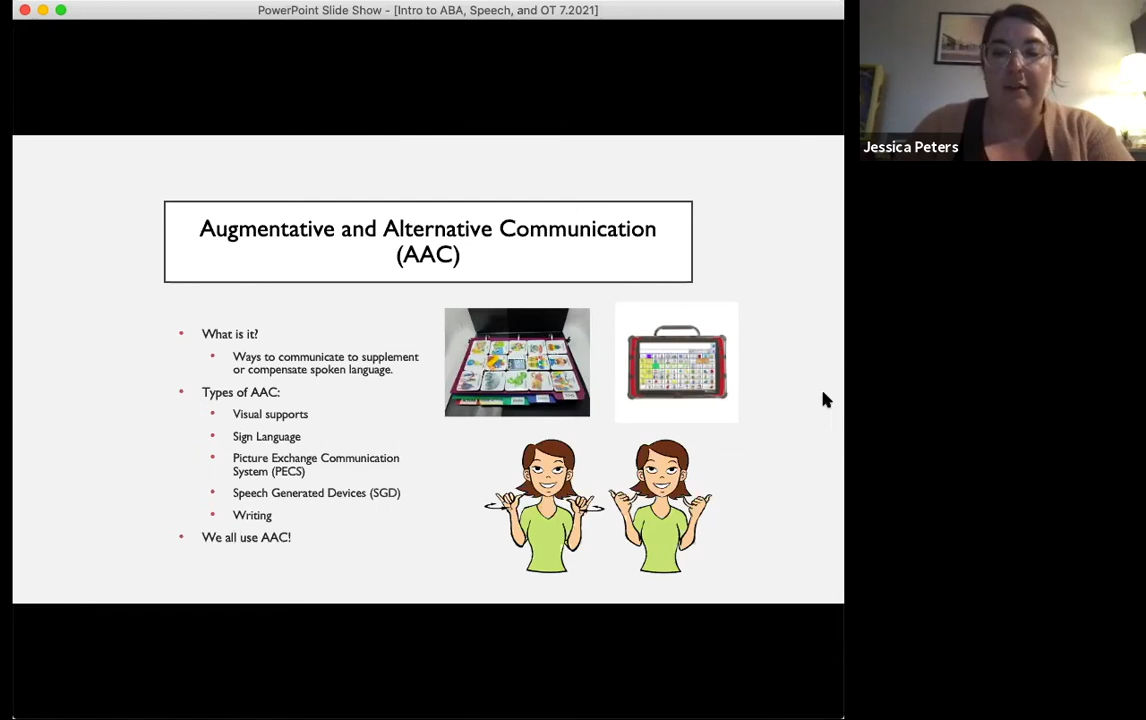 PowerPoint Slide Show - [Intro to ABA, Speech, and OT 7.2021]
Jessica Peters
Augmentative and Alternative Communication
(AAC)
• What is it?
• Ways to communicate to supplement
or compensate spoken language.
• Types of AAC:
• Visual supports
• Sign Language
• Picture Exchange Communication
System (PECS)
• Speech Generated Devices (SGD)
• Writing
• We all use AAC!